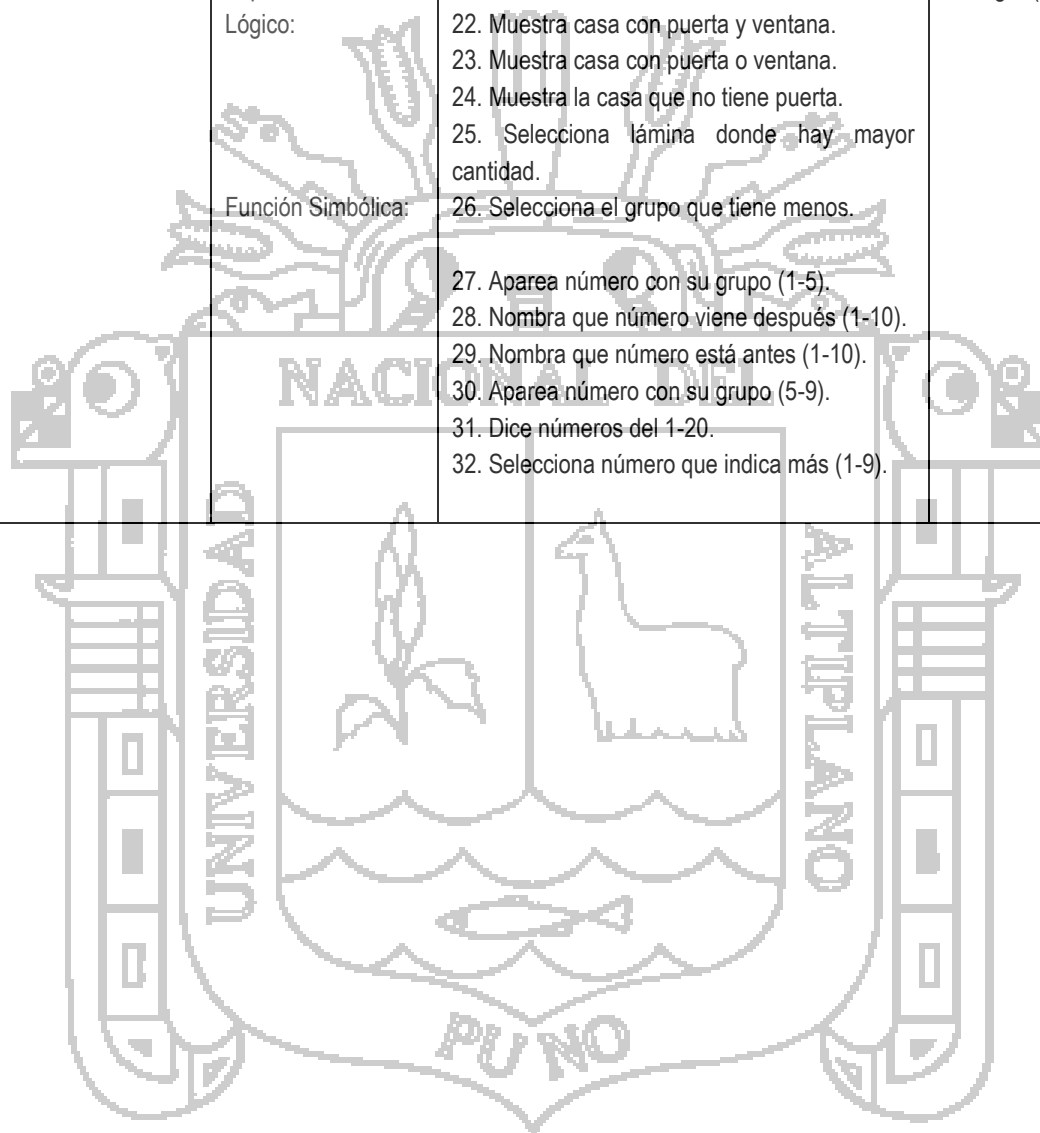 Lógico:
22. Muestra casa con puerta y ventana.
23. Muestra casa con puerta o ventana.
24. Muestra la casa que no tiene puerta.
25. Selecciona lámina donde hay mayor
cantidad.
Función Simbólica:
26. Selecciona el grupo que tiene menos.
27. Aparea número con su grupo (1-5).
28. Nombra que número viene después (1-10).
29. Nombra que número está antes (1-10).
30. Aparea número con su grupo (5-9).
31. Dice números del 1-20.
32. Selecciona número que indica más (1-9).
UNIVERSIDAD
NACIONAL DEL
ALTIPLANO
PUNO